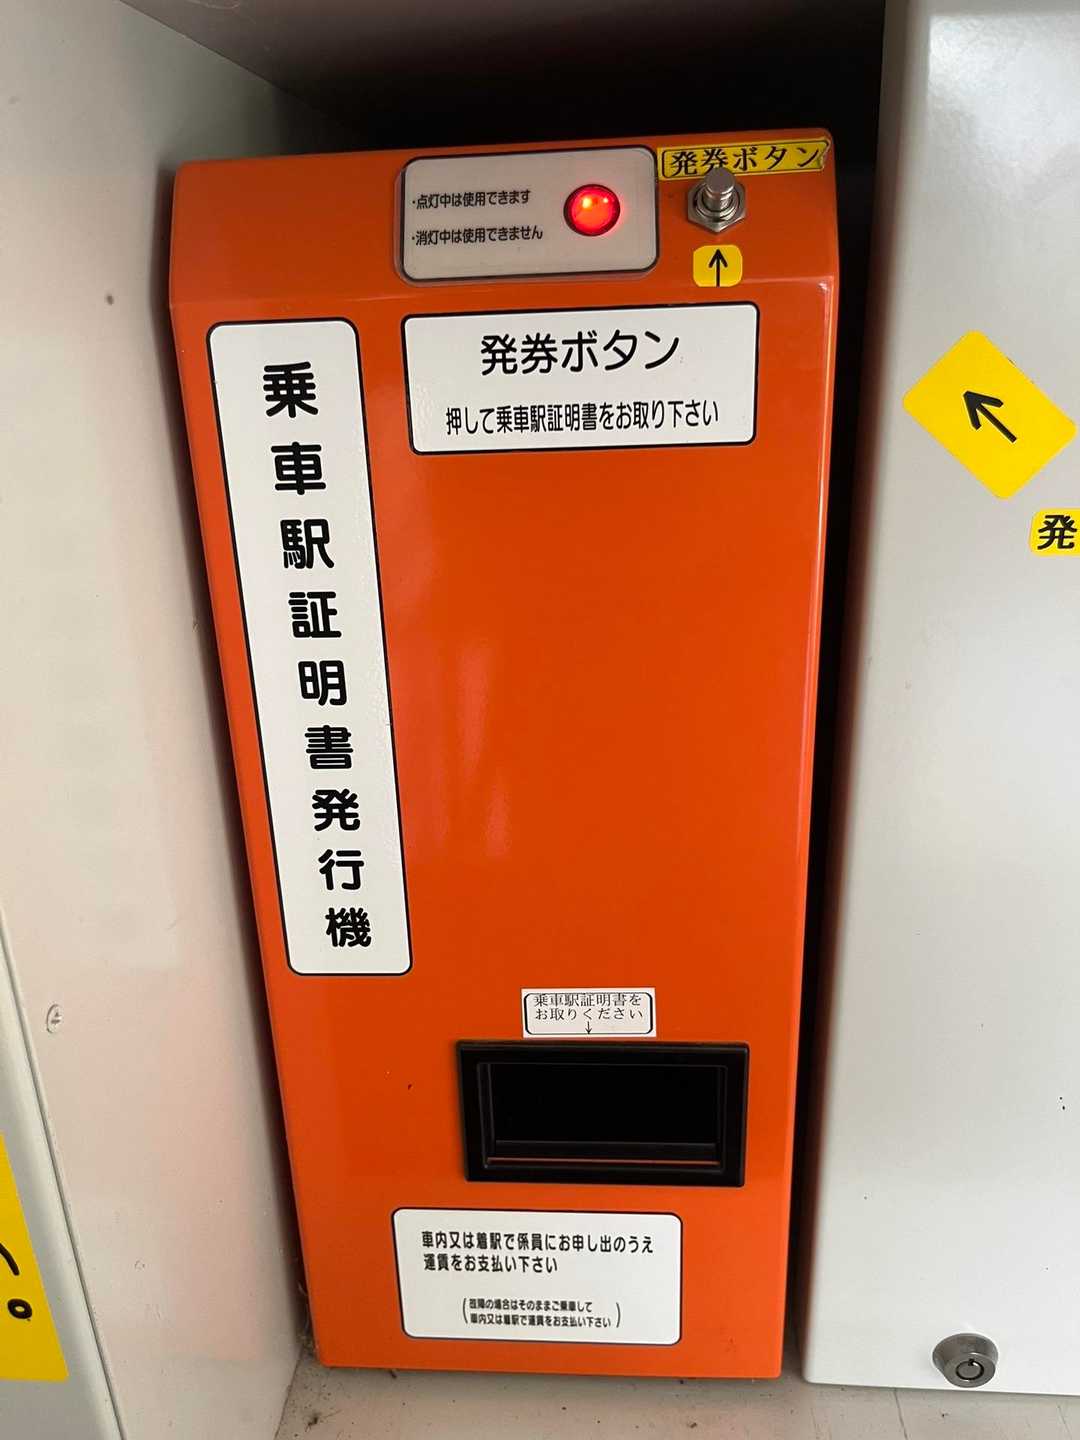 発券ボタン
・点灯中は使用できます
・消灯中は使用できません
↑
発券ボタン
押して乗車駅証明書をお取り下さい
乗車駅証明書発行機
←
発
乗車駅証明書を
お取りください
↓
車内又は着駅で係員にお申し出のうえ
運賃をお支払い下さい
(故障の場合はそのままご乗車して
車内又は着駅で運賃をお支払い下さい)